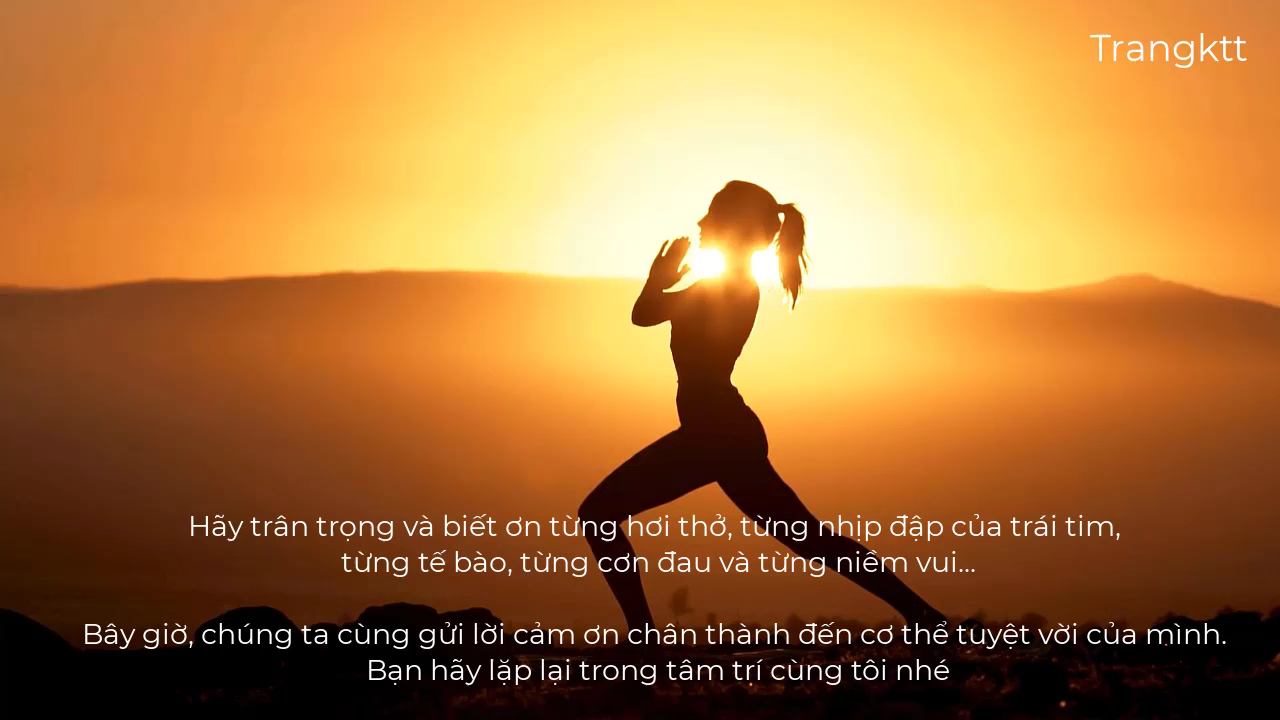 Trangktt
Hãy trân trọng và biết ơn từng hơi thở, từng nhịp đập của trái tim,
từng tế bào, từng cơn đau và từng niềm vui...
Bây giờ, chúng ta cùng gửi lời cảm ơn chân thành đến cơ thể tuyệt vời của mình.
Bạn hãy lặp lại trong tâm trí cùng tôi nhé